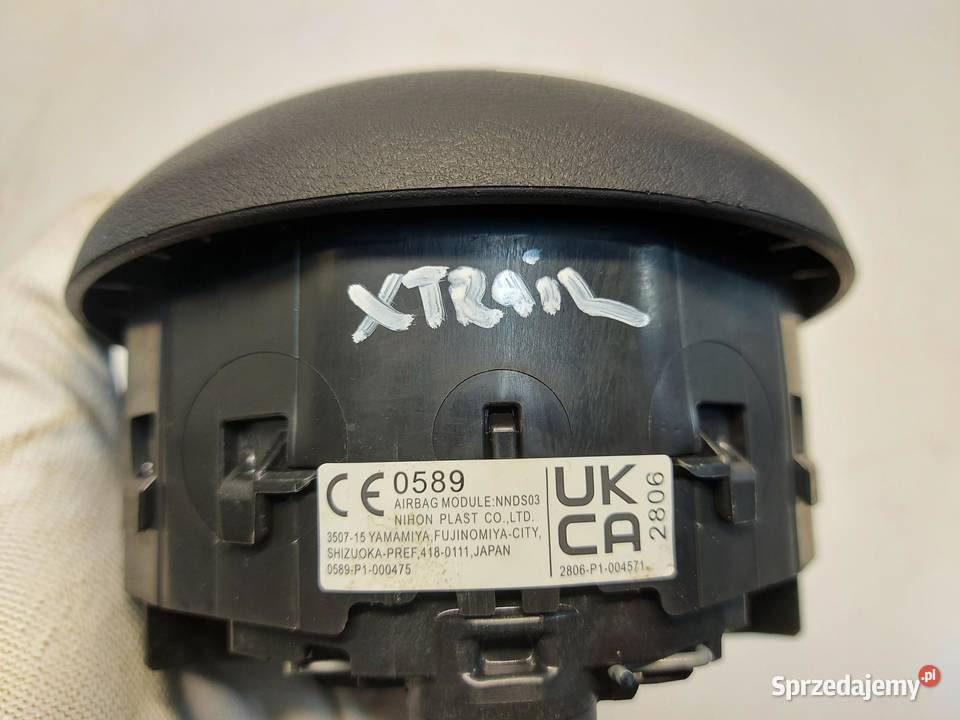 XTRAiL
CE 0589
AIRBAG MODULE:NNDS03
NIHON PLAST CO.,LTD.
3507-15 YAMAMIYA,FUJINOMIYA-CITY,
SHIZUOKA-PREF,418-0111,JAPAN
0589-P1-000475
UK
CA
2806
2806-P1-004571
Sprzedajemy.pl